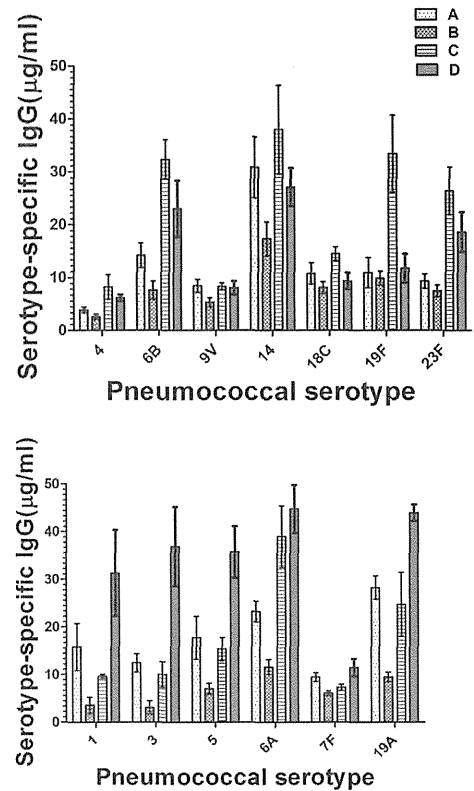 A
B
C
D
Serotype-specific IgG(µg/ml)
50
40
30
20
10
0
4 6B 9V 14 18C 19F 23F
Pneumococcal serotype
Serotype-specific IgG(µg/ml)
50
40
30
20
10
0
1 3 5 6A 7F 19A
Pneumococcal serotype